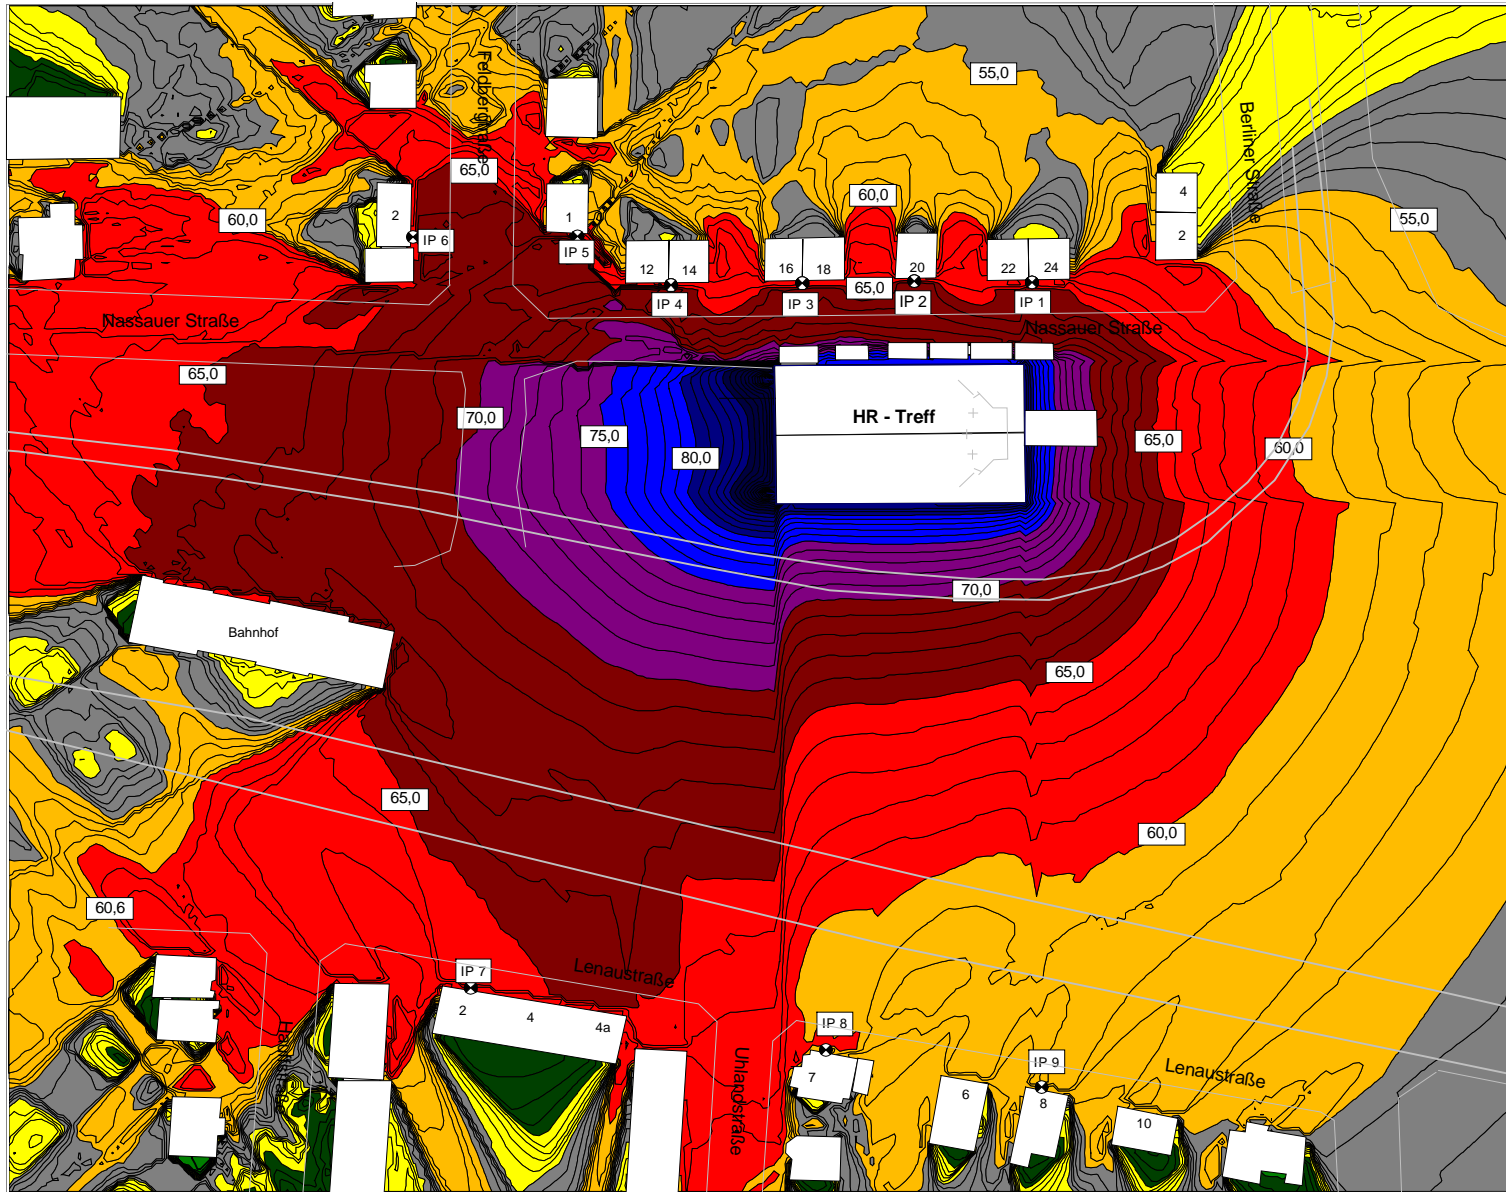 55,0
Feldbergstraße
Berliner Straße
65,0
60,0
4
55,0
2
1
60,0
2
IP 6
IP 5
12
14
16
18
20
22
24
65,0
IP 4
IP 3
IP 2
IP 1
Nassauer Straße
Nassauer Straße
65,0
70,0
HR - Treff
75,0
65,0
60,0
80,0
70,0
Bahnhof
65,0
65,0
60,0
60,6
IP 7
Lenaustraße
2
4
4a
IP 8
Uhlandstraße
IP 9
7
Lenaustraße
6
8
10